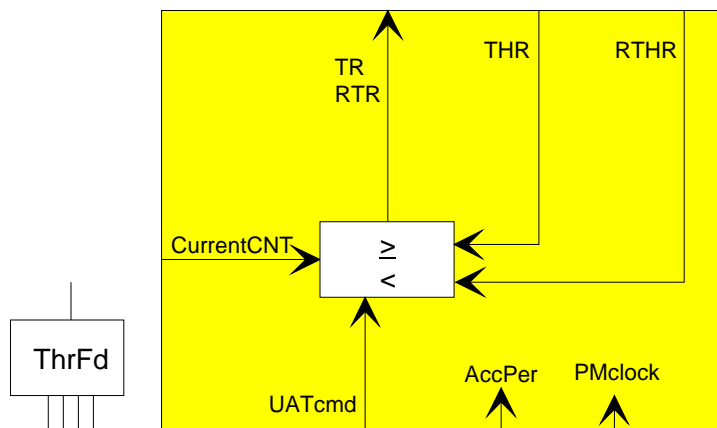 TR
RTR
THR
RTHR
CurrentCNT
≥
<
ThrFd
UATcmd
AccPer
PMclock